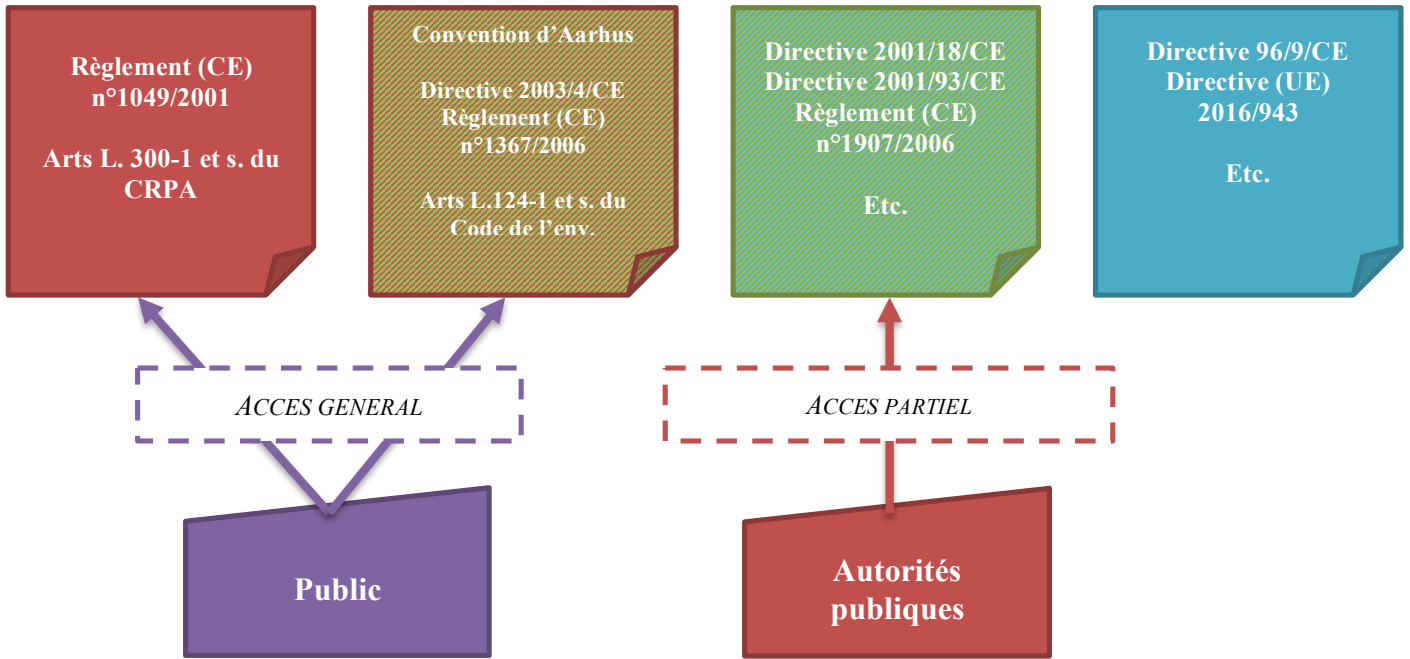 Règlement (CE)
n°1049/2001
Arts L. 300-1 et s. du
CRPA
Convention d’Aarhus
Directive 2003/4/CE
Règlement (CE)
n°1367/2006
Arts L.124-1 et s. du
Code de l’env.
Directive 2001/18/CE
Directive 2001/93/CE
Règlement (CE)
n°1907/2006
Etc.
Directive 96/9/CE
Directive (UE)
2016/943
Etc.
ACCES GENERAL
ACCES PARTIEL
Public
Autorités
publiques